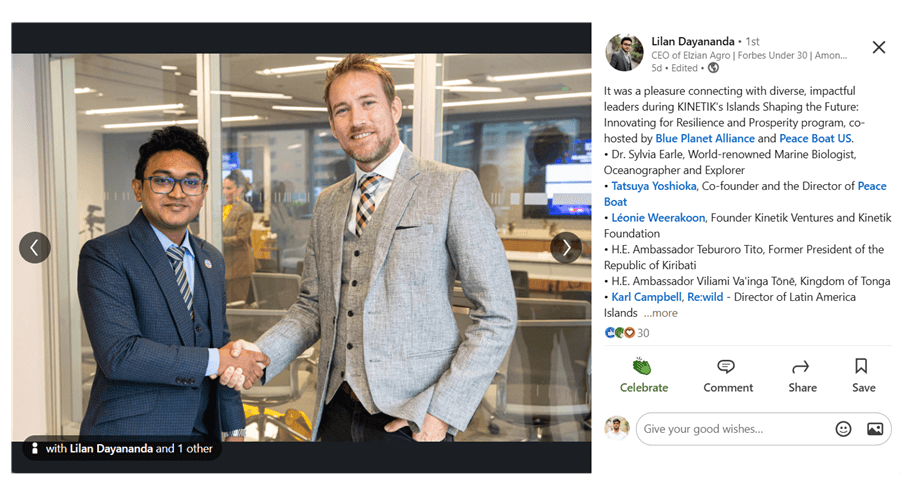 Lilan Dayananda • 1st
CEO of Elzian Agro | Forbes Under 30 | Amon...
5d • Edited •
It was a pleasure connecting with diverse, impactful
leaders during KINETIK's Islands Shaping the Future:
Innovating for Resilience and Prosperity program, co-
hosted by Blue Planet Alliance and Peace Boat US.
• Dr. Sylvia Earle, World-renowned Marine Biologist,
Oceanographer and Explorer
• Tatsuya Yoshioka, Co-founder and the Director of Peace
Boat
• Léonie Weerakoon, Founder Kinetik Ventures and Kinetik
Foundation
• H.E. Ambassador Teburoro Tito, Former President of the
Republic of Kiribati
• H.E. Ambassador Viliami Va'inga Tōnē, Kingdom of Tonga
• Karl Campbell, Re:wild - Director of Latin America
Islands ...more
30
Celebrate
Comment
Share
Save
Give your good wishes...
with Lilan Dayananda and 1 other